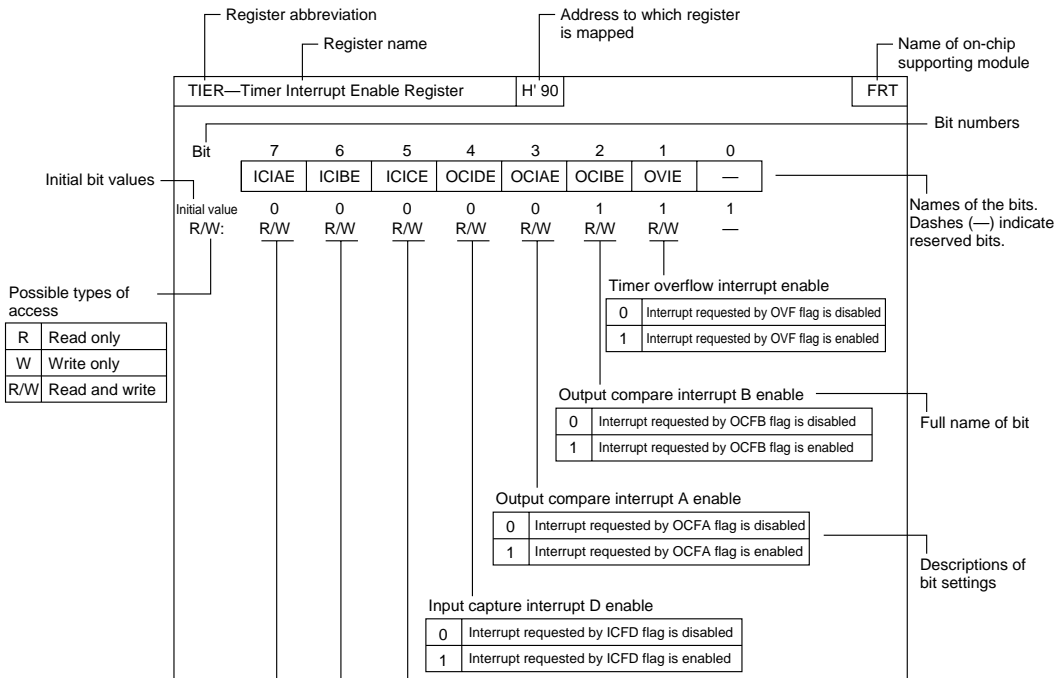 Register abbreviation
Register name
Address to which register
is mapped
Name of on-chip
supporting module
TIER—Timer Interrupt Enable Register H' 90 FRT
Bit numbers
Bit 7 6 5 4 3 2 1 0
ICIAE ICIBE ICICE OCIDE OCIAE OCIBE OVIE —
Initial bit values
Initial value 0 0 0 0 0 1 1 1
R/W: R/W R/W R/W R/W R/W R/W R/W —
Names of the bits.
Dashes (—) indicate
reserved bits.
Possible types of
access
R Read only
W Write only
R/W Read and write
Timer overflow interrupt enable
0 Interrupt requested by OVF flag is disabled
1 Interrupt requested by OVF flag is enabled
Output compare interrupt B enable
0 Interrupt requested by OCFB flag is disabled
1 Interrupt requested by OCFB flag is enabled
Full name of bit
Output compare interrupt A enable
0 Interrupt requested by OCFA flag is disabled
1 Interrupt requested by OCFA flag is enabled
Descriptions of
bit settings
Input capture interrupt D enable
0 Interrupt requested by ICFD flag is disabled
1 Interrupt requested by ICFD flag is enabled